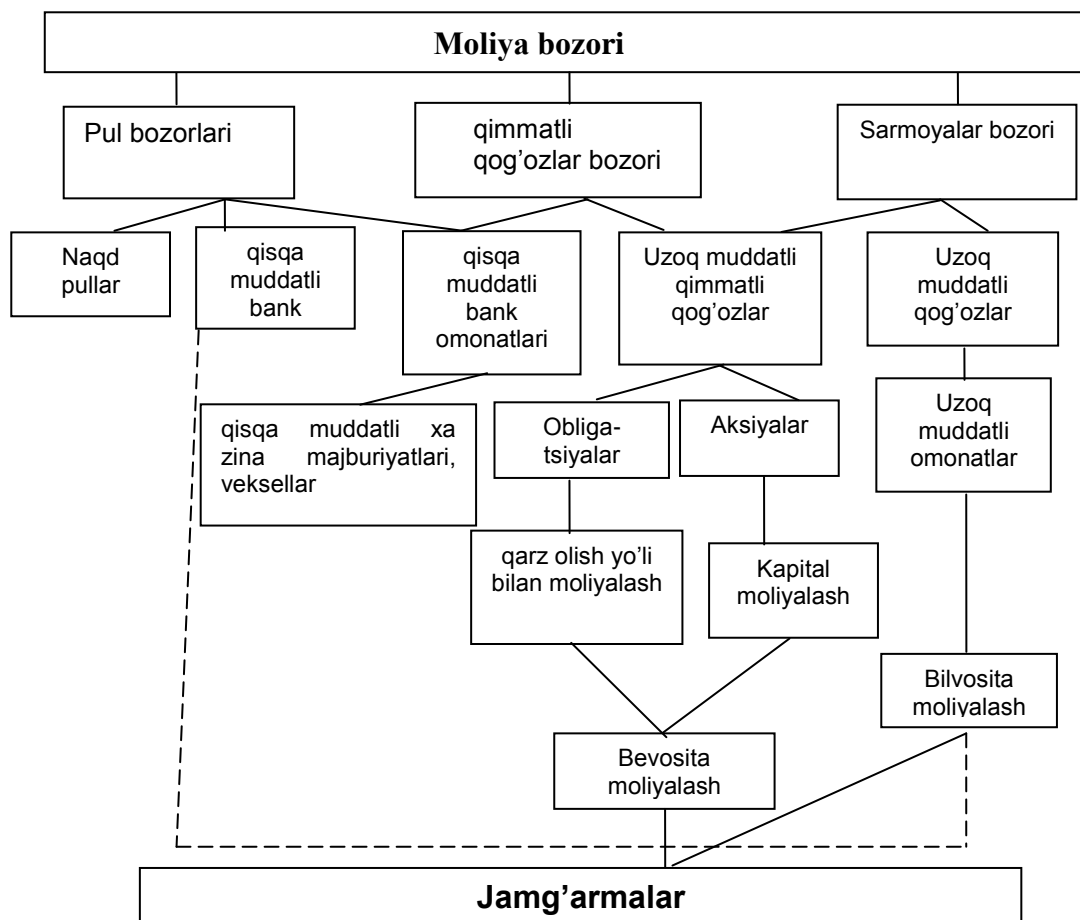 Moliya bozori
Pul bozorlari
qimmatli
qog’ozlar bozori
Sarmoyalar bozori
Naqd
pullar
qisqa
muddatli
bank
qisqa
muddatli
bank
omonatlari
Uzoq muddatli
qimmatli
qog’ozlar
Uzoq
muddatli
qog’ozlar
qisqa muddatli xa
zina majburiyatlari,
veksellar
Obliga-
tsiyalar
Aksiyalar
Uzoq
muddatli
omonatlar
qarz olish yo’li
bilan moliyalash
Kapital
moliyalash
Bilvosita
moliyalash
Bevosita
moliyalash
Jamg’armalar